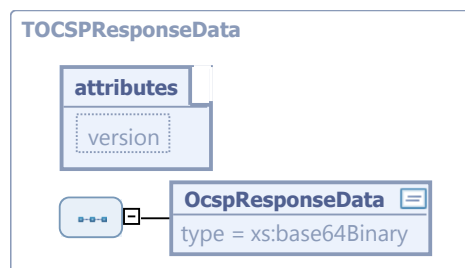 TOCSPResponseData
attributes
version
OcspResponseData
type = xs:base64Binary